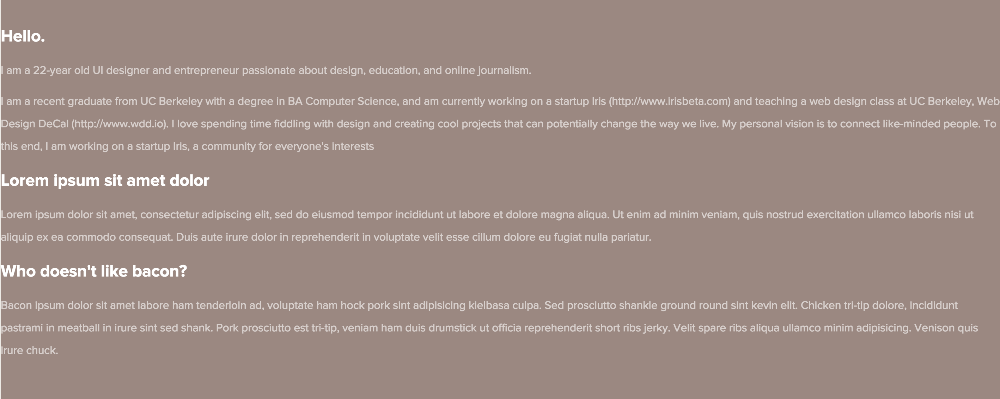 Hello.
I am a 22-year old UI designer and entrepreneur passionate about design, education, and online journalism.
I am a recent graduate from UC Berkeley with a degree in BA Computer Science, and am currently working on a startup Iris (http://www.irisbeta.com) and teaching a web design class at UC Berkeley, Web
Design DeCal (http://www.wdd.io). I love spending time fiddling with design and creating cool projects that can potentially change the way we live. My personal vision is to connect like-minded people. To
this end, I am working on a startup Iris, a community for everyone's interests
Lorem ipsum sit amet dolor
Lorem ipsum dolor sit amet, consectetur adipiscing elit, sed do eiusmod tempor incididunt ut labore et dolore magna aliqua. Ut enim ad minim veniam, quis nostrud exercitation ullamco laboris nisi ut
aliquip ex ea commodo consequat. Duis aute irure dolor in reprehenderit in voluptate velit esse cillum dolore eu fugiat nulla pariatur.
Who doesn't like bacon?
Bacon ipsum dolor sit amet labore ham tenderloin ad, voluptate ham hock pork sint adipisicing kielbasa culpa. Sed prosciutto shankle ground round sint kevin elit. Chicken tri-tip dolore, incididunt
pastrami in meatball in irure sint sed shank. Pork prosciutto est tri-tip, veniam ham duis drumstick ut officia reprehenderit short ribs jerky. Velit spare ribs aliqua ullamco minim adipisicing. Venison quis
irure chuck.